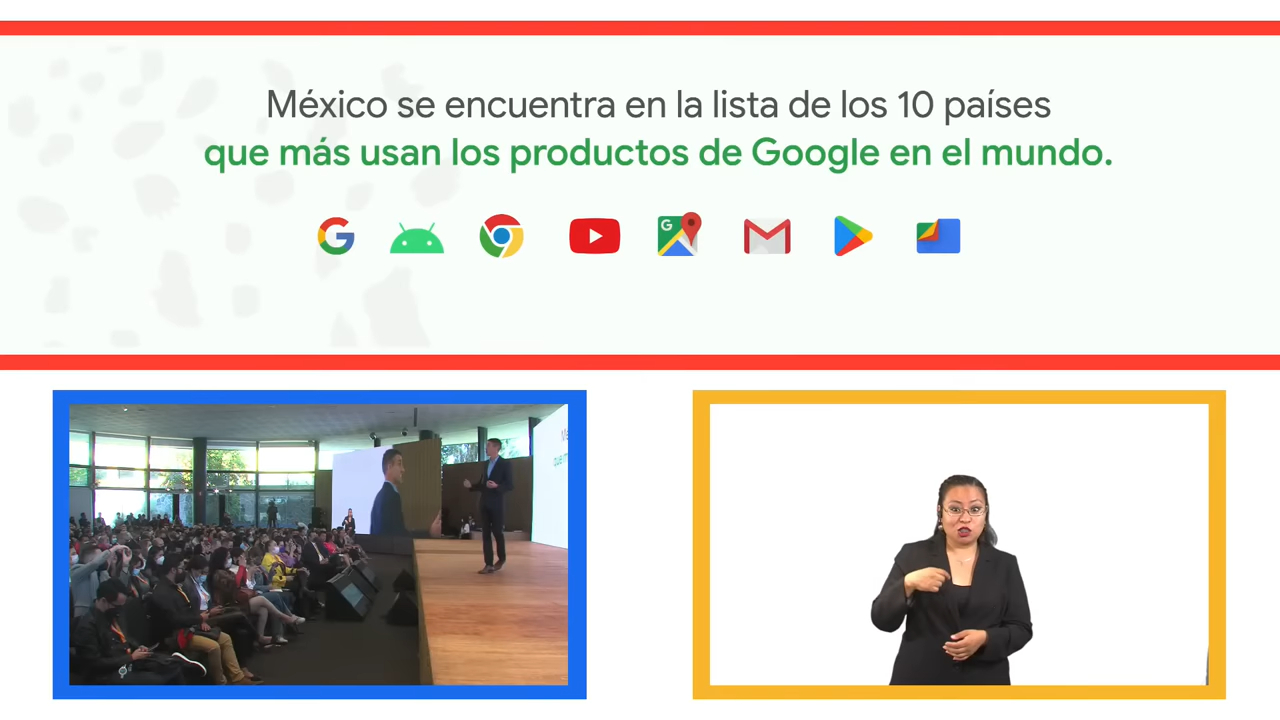 México se encuentra en la lista de los 10 países
que más usan los productos de Google en el mundo.